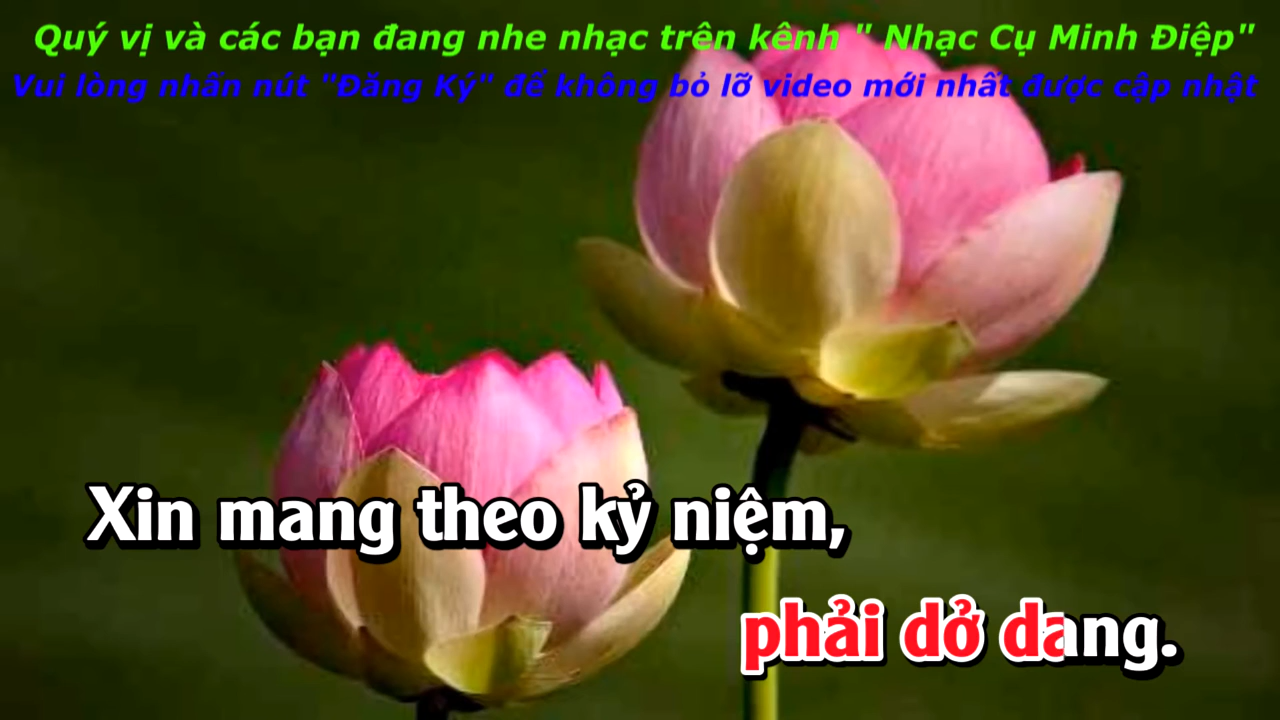 Quý vị và các bạn đang nhe nhạc trên kênh " Nhạc Cụ Minh Điệp"
Vui lòng nhấn nút "Đăng Ký" để không bỏ lỡ video mới nhất được cập nhật
Xin mang theo kỷ niệm,
phải dở dang.